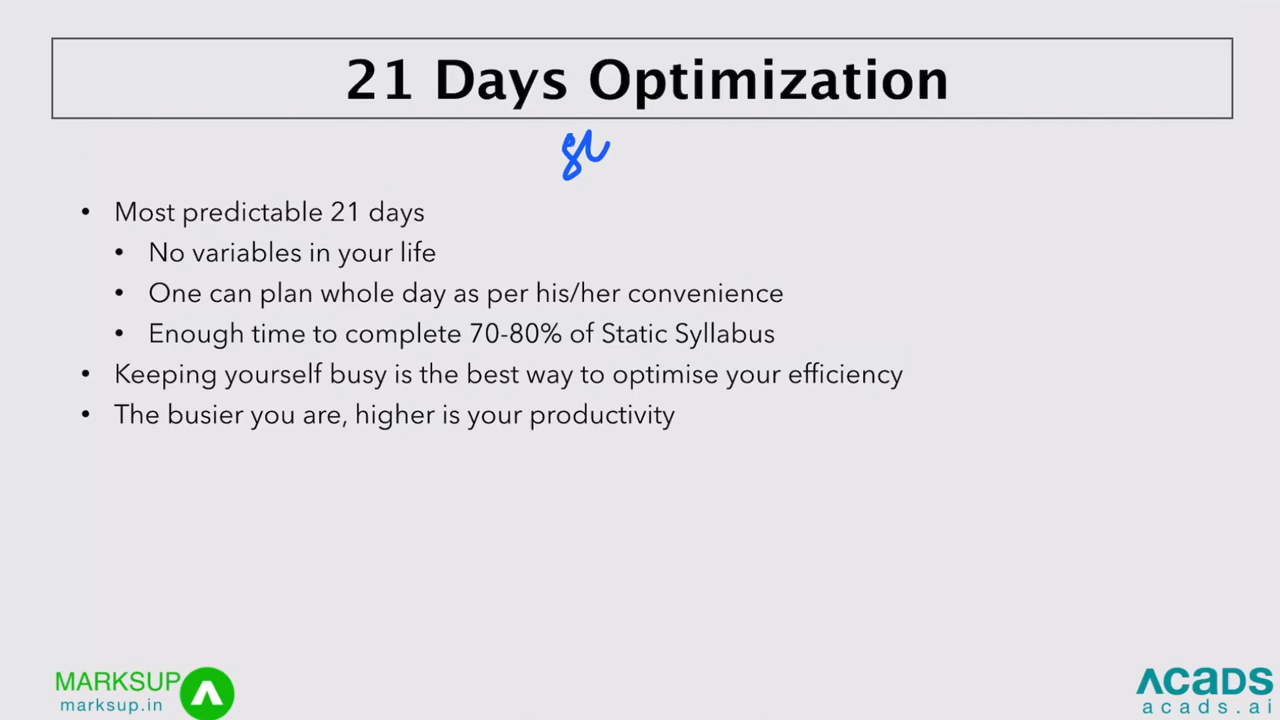 21 Days Optimization
• Most predictable 21 days
• No variables in your life
• One can plan whole day as per his/her convenience
• Enough time to complete 70-80% of Static Syllabus
• Keeping yourself busy is the best way to optimise your efficiency
• The busier you are, higher is your productivity
MARKSUP
marksup.in
ACADS
acads.ai